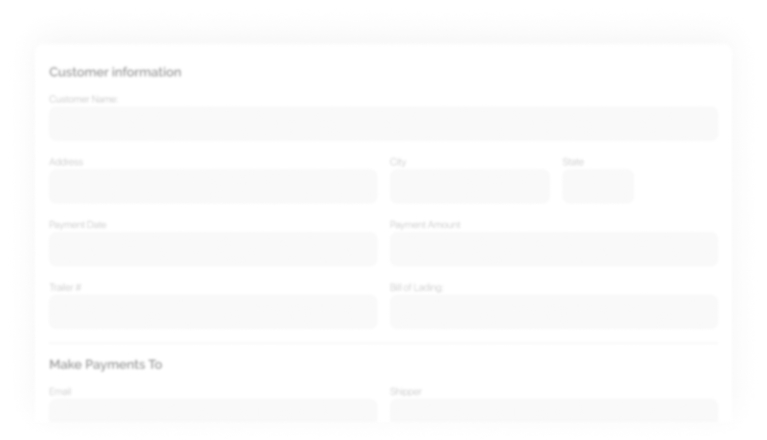 Customer information
Customer Name
Address City State
Payment Date Payment Amount
Trailer # Bill of Lading
Make Payments To
Email Shipper